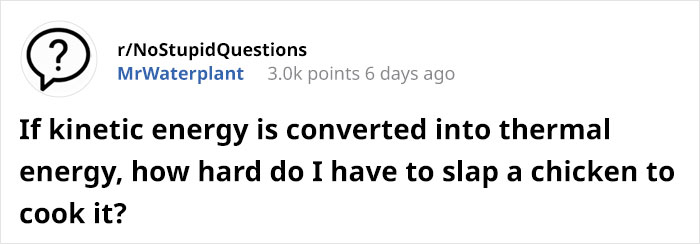 ?
r/NoStupidQuestions
MrWaterplant 3.0k points 6 days ago
If kinetic energy is converted into thermal
energy, how hard do I have to slap a chicken to
cook it?